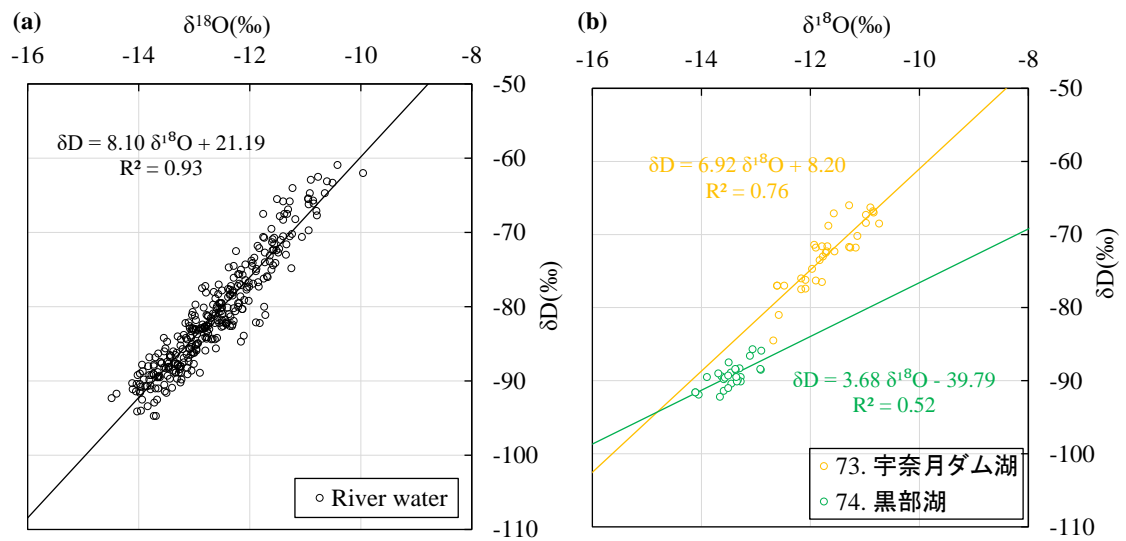 (a)
δ¹⁸O(‰)
-16 -14 -12 -10 -8
-50
-60
-70
-80
-90
-100
-110
δD(‰)
δD = 8.10 δ¹⁸O + 21.19
R² = 0.93
River water
(b)
δ¹⁸O(‰)
-16 -14 -12 -10 -8
-50
-60
-70
-80
-90
-100
-110
δD(‰)
δD = 6.92 δ¹⁸O + 8.20
R² = 0.76
δD = 3.68 δ¹⁸O - 39.79
R² = 0.52
73. 宇奈月ダム湖
74. 黒部湖